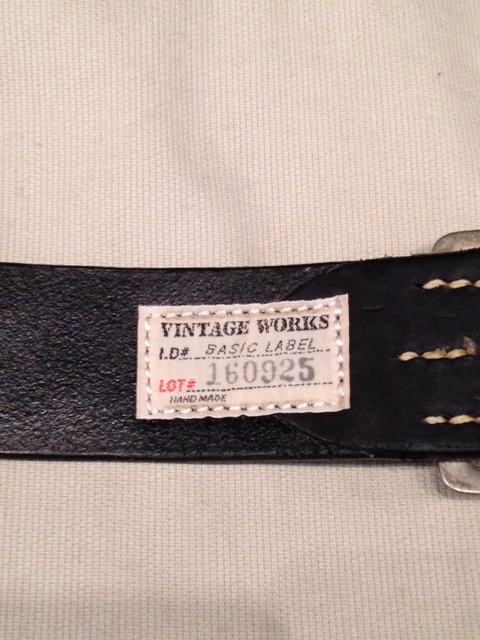 VINTAGE WORKS
I.D# BASIC LABEL
LOT# 160925
HAND MADE